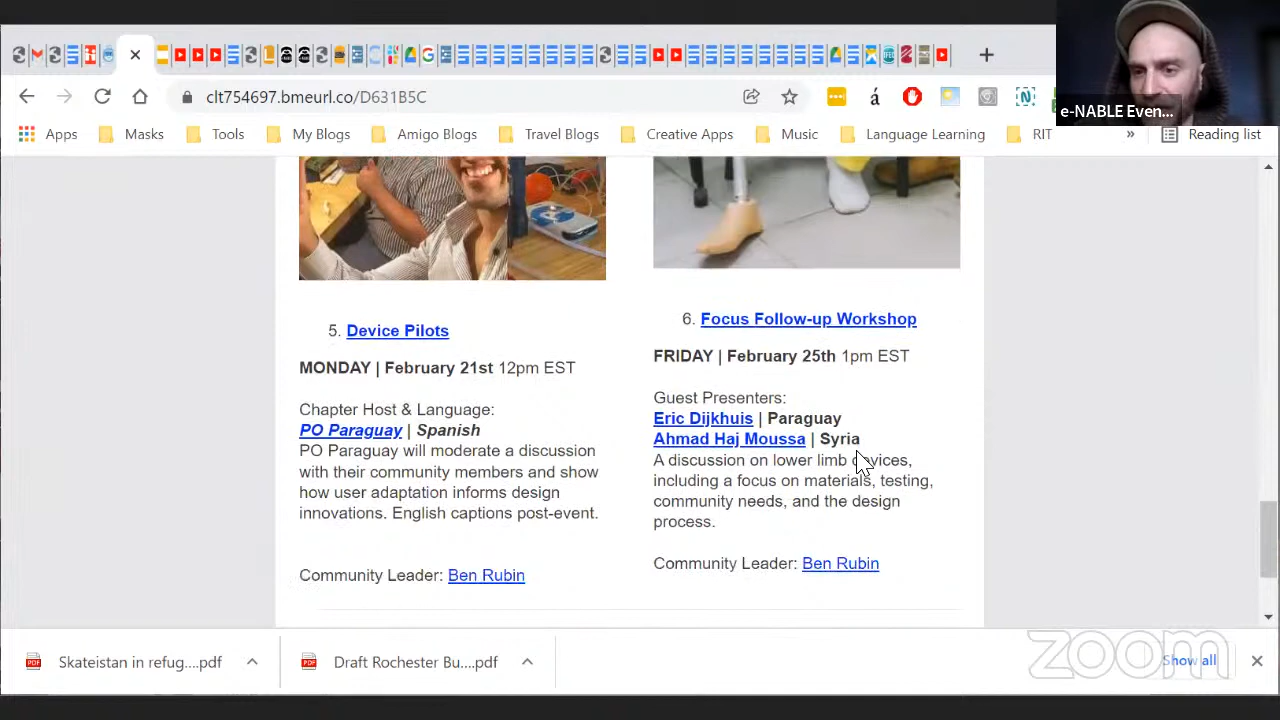 clt754697.bmeurl.co/D631B5C
e-NABLE Even...
Apps
Masks
Tools
My Blogs
Amigo Blogs
Travel Blogs
Creative Apps
Music
Language Learning
RIT
»
Reading list
5. Device Pilots
MONDAY | February 21st 12pm EST
Chapter Host & Language:
PO Paraguay | Spanish
PO Paraguay will moderate a discussion
with their community members and show
how user adaptation informs design
innovations. English captions post-event.
Community Leader: Ben Rubin
6. Focus Follow-up Workshop
FRIDAY | February 25th 1pm EST
Guest Presenters:
Eric Dijkhuis | Paraguay
Ahmad Haj Moussa | Syria
A discussion on lower limb devices,
including a focus on materials, testing,
community needs, and the design
process.
Community Leader: Ben Rubin
Skateistan in refug....pdf
Draft Rochester Bu....pdf
Show all
zoom